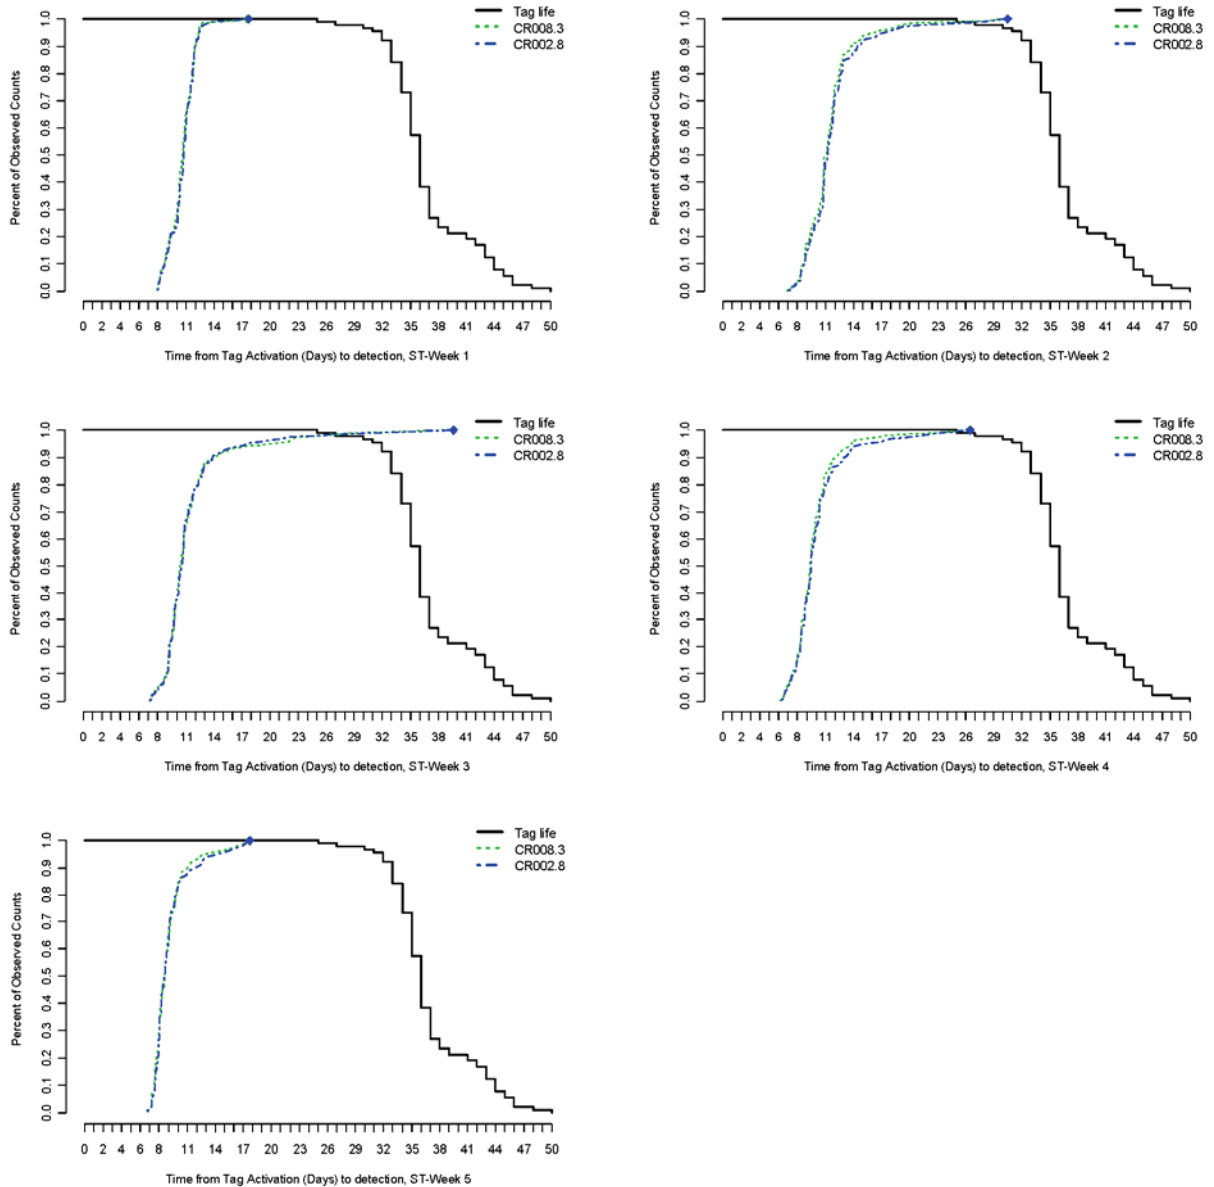 Tag life
CR008.3
CR002.8
Percent of Observed Counts
1.0
0.9
0.8
0.7
0.6
0.5
0.4
0.3
0.2
0.1
0.0
0 2 4 6 8 11 14 17 20 23 26 29 32 35 38 41 44 47 50
Time from Tag Activation (Days) to detection, ST-Week 1
Tag life
CR008.3
CR002.8
Percent of Observed Counts
1.0
0.9
0.8
0.7
0.6
0.5
0.4
0.3
0.2
0.1
0.0
0 2 4 6 8 11 14 17 20 23 26 29 32 35 38 41 44 47 50
Time from Tag Activation (Days) to detection, ST-Week 2
Tag life
CR008.3
CR002.8
Percent of Observed Counts
1.0
0.9
0.8
0.7
0.6
0.5
0.4
0.3
0.2
0.1
0.0
0 2 4 6 8 11 14 17 20 23 26 29 32 35 38 41 44 47 50
Time from Tag Activation (Days) to detection, ST-Week 3
Tag life
CR008.3
CR002.8
Percent of Observed Counts
1.0
0.9
0.8
0.7
0.6
0.5
0.4
0.3
0.2
0.1
0.0
0 2 4 6 8 11 14 17 20 23 26 29 32 35 38 41 44 47 50
Time from Tag Activation (Days) to detection, ST-Week 4
Tag life
CR008.3
CR002.8
Percent of Observed Counts
1.0
0.9
0.8
0.7
0.6
0.5
0.4
0.3
0.2
0.1
0.0
0 2 4 6 8 11 14 17 20 23 26 29 32 35 38 41 44 47 50
Time from Tag Activation (Days) to detection, ST-Week 5